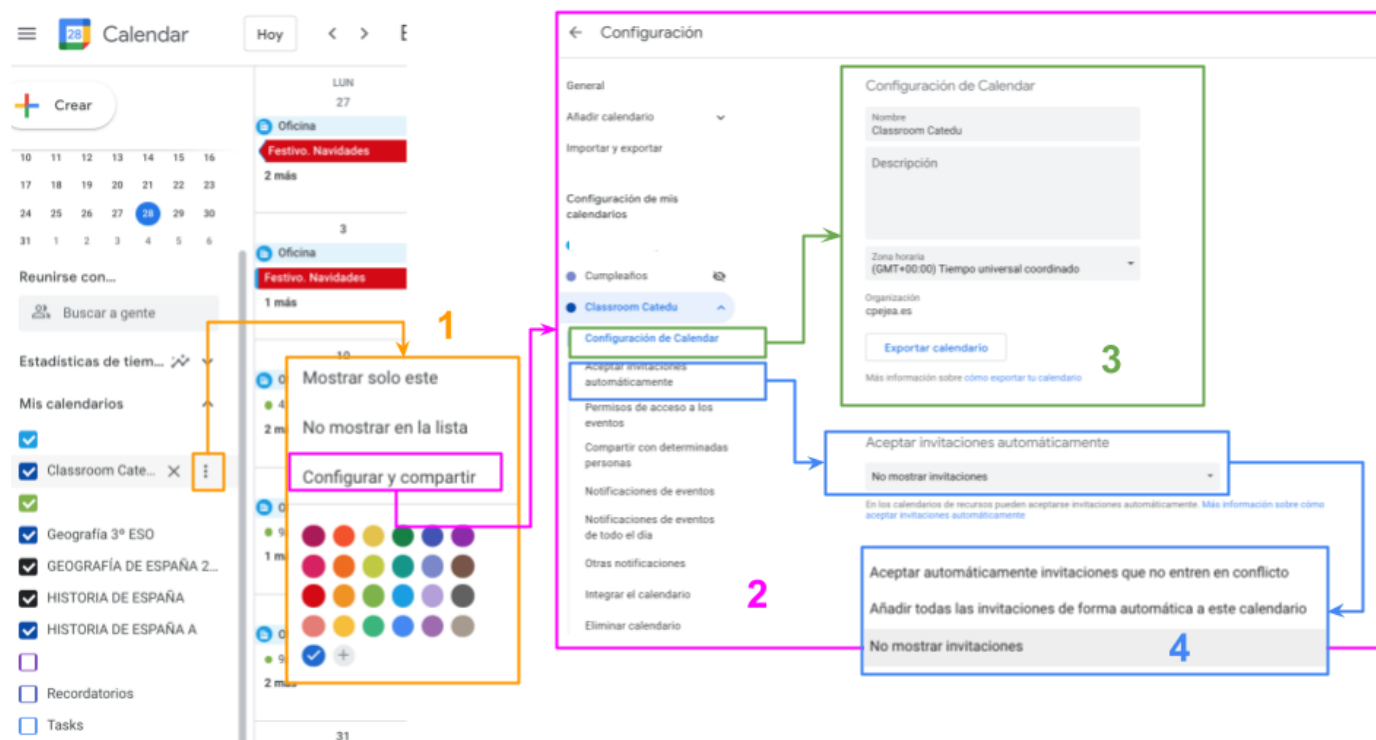 28
Calendar
Hoy
E
LUN
27
Crear
Oficina
Festivo. Navidades
2 más
10 11 12 13 14 15 16
17 18 19 20 21 22 23
24 25 26 27 28 29 30
31 1 2 3 4 5 6
3
Oficina
Festivo. Navidades
1 más
Reunirse con...
Buscar a gente
Estadísticas de tiem...
Mis calendarios
Classroom Cate...
Geografía 3º ESO
GEOGRAFÍA DE ESPAÑA 2...
HISTORIA DE ESPAÑA
HISTORIA DE ESPAÑA A
Recordatorios
Tasks
10
O
4
2 m
O
9
1 m
O
9
2 má
31
1
Mostrar solo este
No mostrar en la lista
Configurar y compartir
Configuración
General
Añadir calendario
Importar y exportar
Configuración de mis
calendarios
Cumpleaños
Classroom Catedu
Configuración de Calendar
Aceptar invitaciones
automáticamente
Permisos de acceso a los
eventos
Compartir con determinadas
personas
Notificaciones de eventos
Notificaciones de eventos
de todo el día
Otras notificaciones
Integrar el calendario
Eliminar calendario
2
Configuración de Calendar
Nombre
Classroom Catedu
Descripción
Zona horaria
(GMT+00:00) Tiempo universal coordinado
Organización
cpejea.es
Exportar calendario
Más información sobre cómo exportar tu calendario
3
Aceptar invitaciones automáticamente
No mostrar invitaciones
En los calendarios de recursos pueden aceptarse invitaciones automáticamente. Más información sobre cómo
aceptar invitaciones automáticamente
Aceptar automáticamente invitaciones que no entren en conflicto
Añadir todas las invitaciones de forma automática a este calendario
No mostrar invitaciones
4